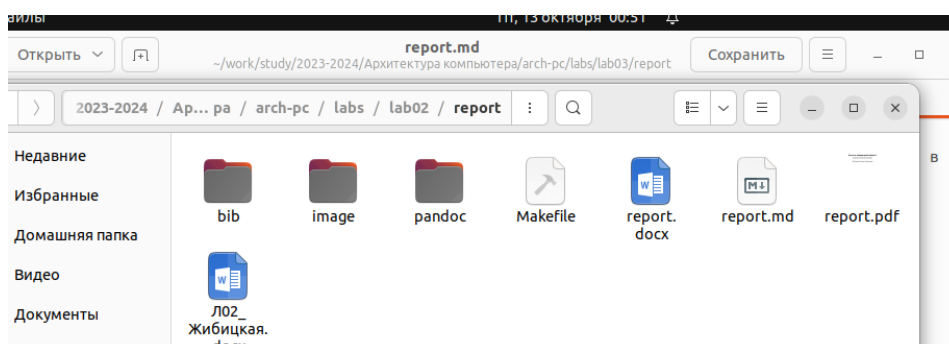 айлы
Пт, 13 октября 00:51
Открыть
report.md
~/work/study/2023-2024/Архитектура компьютера/arch-pc/labs/lab03/report
Сохранить
2023-2024 / Ар... ра / arch-pc / labs / lab02 / report
Недавние
Избранные
Домашняя папка
Видео
Документы
bib
image
pandoc
Makefile
report.
docx
M↓
report.md
report.pdf
W
W
Л02_
Жибицкая.
docx
в